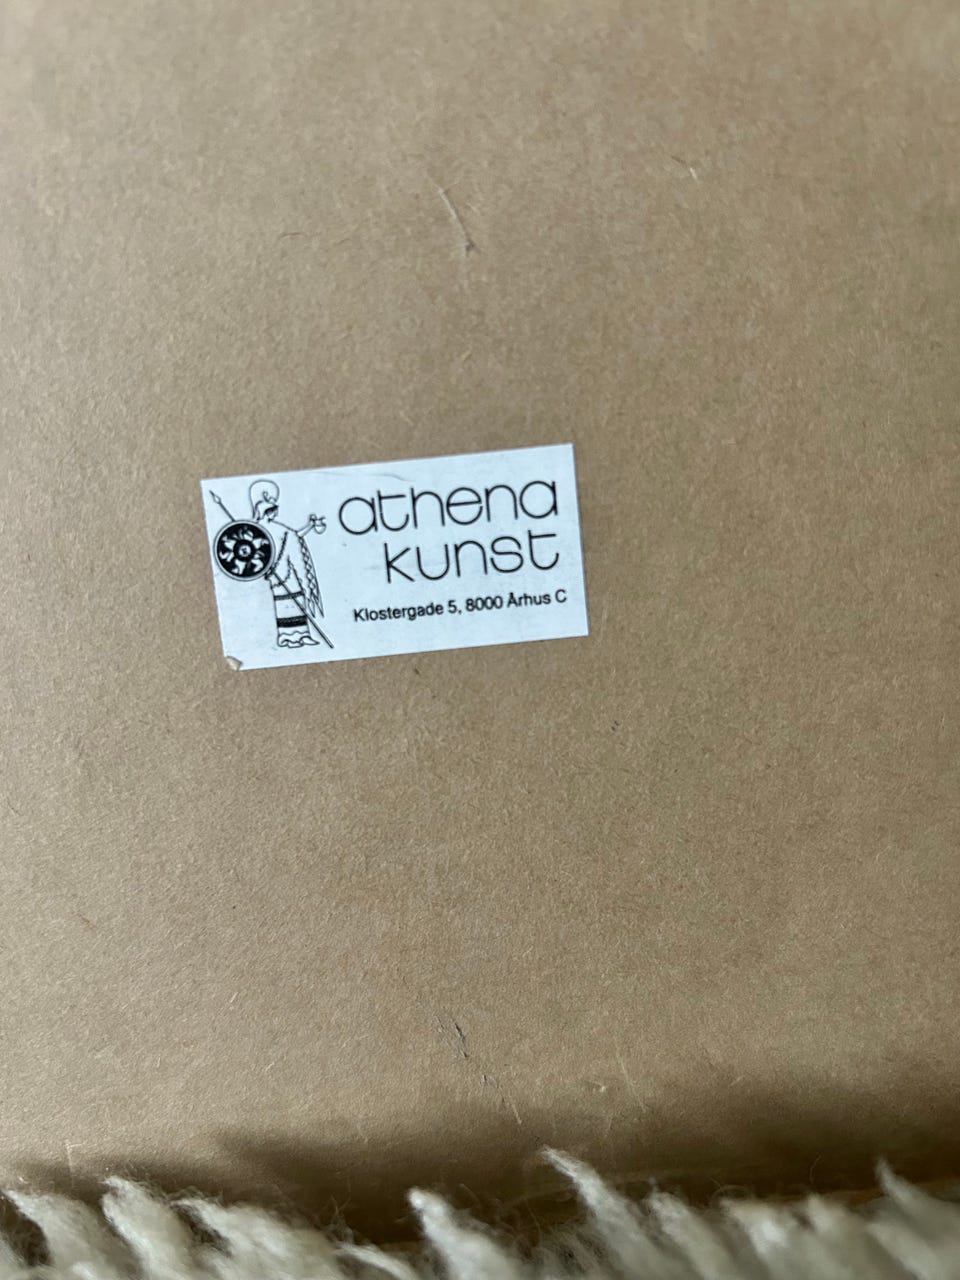 athena
kunst
Klostergade 5, 8000 Århus C